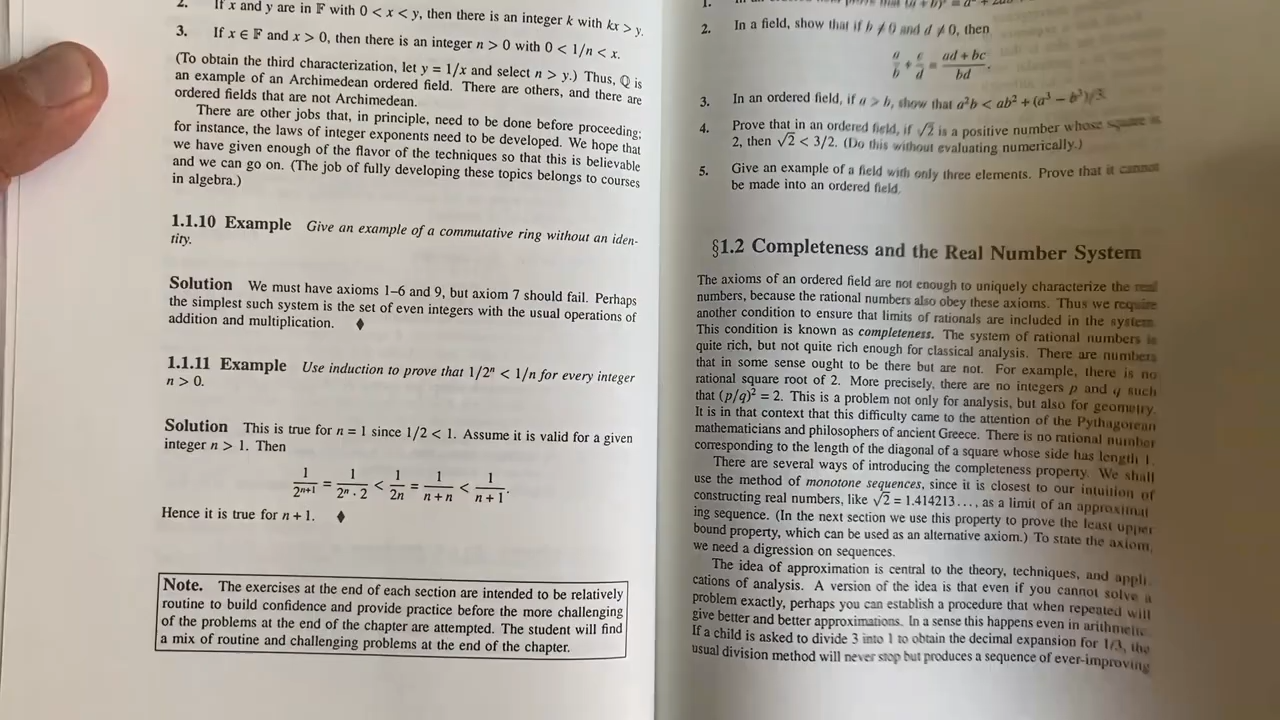 2. If x and y are in 𝔽 with 0 < x < y, then there is an integer k with kx > y.
3. If x ∈ 𝔽 and x > 0, then there is an integer n > 0 with 0 < 1/n < x.
(To obtain the third characterization, let y = 1/x and select n > y.) Thus, ℚ is
an example of an Archimedean ordered field. There are others, and there are
ordered fields that are not Archimedean.
There are other jobs that, in principle, need to be done before proceeding;
for instance, the laws of integer exponents need to be developed. We hope that
we have given enough of the flavor of the techniques so that this is believable
and we can go on. (The job of fully developing these topics belongs to courses
in algebra.)
1.1.10 Example Give an example of a commutative ring without an iden-
tity.
Solution We must have axioms 1–6 and 9, but axiom 7 should fail. Perhaps
the simplest such system is the set of even integers with the usual operations of
addition and multiplication. ♦
1.1.11 Example Use induction to prove that 1/2ⁿ < 1/n for every integer
n > 0.
Solution This is true for n = 1 since 1/2 < 1. Assume it is valid for a given
integer n > 1. Then
1/2ⁿ⁺¹ = 1/(2ⁿ · 2) < 1/2n = 1/(n + n) < 1/(n + 1).
Hence it is true for n + 1. ♦
Note. The exercises at the end of each section are intended to be relatively
routine to build confidence and provide practice before the more challenging
of the problems at the end of the chapter are attempted. The student will find
a mix of routine and challenging problems at the end of the chapter.
1.
2. In a field, show that if b ≠ 0 and d ≠ 0, then
a/b + c/d = (ad + bc)/bd.
3. In an ordered field, if a > b, show that a²b < ab² + (a³ − b³)/3.
4. Prove that in an ordered field, if √2 is a positive number whose square is
2, then √2 < 3/2. (Do this without evaluating numerically.)
5. Give an example of a field with only three elements. Prove that it cannot
be made into an ordered field.
§1.2 Completeness and the Real Number System
The axioms of an ordered field are not enough to uniquely characterize the real
numbers, because the rational numbers also obey these axioms. Thus we require
another condition to ensure that limits of rationals are included in the system.
This condition is known as completeness. The system of rational numbers is
quite rich, but not quite rich enough for classical analysis. There are numbers
that in some sense ought to be there but are not. For example, there is no
rational square root of 2. More precisely, there are no integers p and q such
that (p/q)² = 2. This is a problem not only for analysis, but also for geometry.
It is in that context that this difficulty came to the attention of the Pythagorean
mathematicians and philosophers of ancient Greece. There is no rational number
corresponding to the length of the diagonal of a square whose side has length 1.
There are several ways of introducing the completeness property. We shall
use the method of monotone sequences, since it is closest to our intuition of
constructing real numbers, like √2 = 1.414213..., as a limit of an approximat
ing sequence. (In the next section we use this property to prove the least upper
bound property, which can be used as an alternative axiom.) To state the axiom,
we need a digression on sequences.
The idea of approximation is central to the theory, techniques, and appli
cations of analysis. A version of the idea is that even if you cannot solve a
problem exactly, perhaps you can establish a procedure that when repeated will
give better and better approximations. In a sense this happens even in arithmetic.
If a child is asked to divide 3 into 1 to obtain the decimal expansion for 1/3, the
usual division method will never stop but produces a sequence of ever-improving